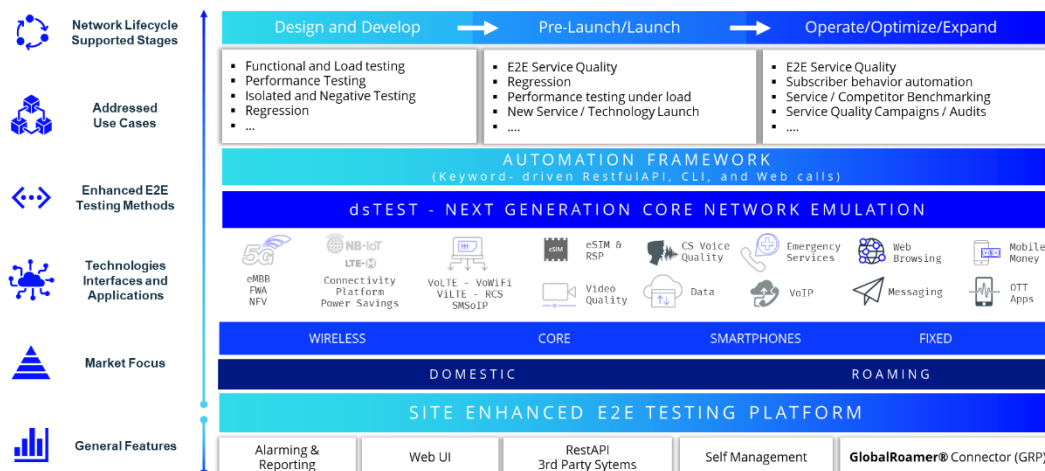 Network Lifecycle
Supported Stages
Design and Develop
Pre-Launch/Launch
Operate/Optimize/Expand
Addressed
Use Cases
▪ Functional and Load testing
▪ Performance Testing
▪ Isolated and Negative Testing
▪ Regression
▪ ...
▪ E2E Service Quality
▪ Regression
▪ Performance testing under load
▪ New Service / Technology Launch
▪ ....
▪ E2E Service Quality
▪ Subscriber behavior automation
▪ Service / Competitor Benchmarking
▪ Service Quality Campaigns / Audits
▪ ....
Enhanced E2E
Testing Methods
AUTOMATION FRAMEWORK
(Keyword- driven RestfulAPI, CLI, and Web calls)
dsTEST - NEXT GENERATION CORE NETWORK EMULATION
Technologies
Interfaces and
Applications
5G
eMBB
FWA
NFV
NB-IoT
LTE-M
Connectivity
Platform
Power Savings
VoLTE - VoWiFi
ViLTE - RCS
SMSoIP
eSIM
eSIM &
RSP
CS Voice
Quality
Emergency
Services
Web
Browsing
Mobile
Money
Video
Quality
Data
VoIP
Messaging
OTT
Apps
Market Focus
WIRELESS
CORE
SMARTPHONES
FIXED
DOMESTIC
ROAMING
SITE ENHANCED E2E TESTING PLATFORM
General Features
Alarming &
Reporting
Web UI
RestAPI
3rd Party Sytems
Self Management
GlobalRoamer® Connector (GRP)